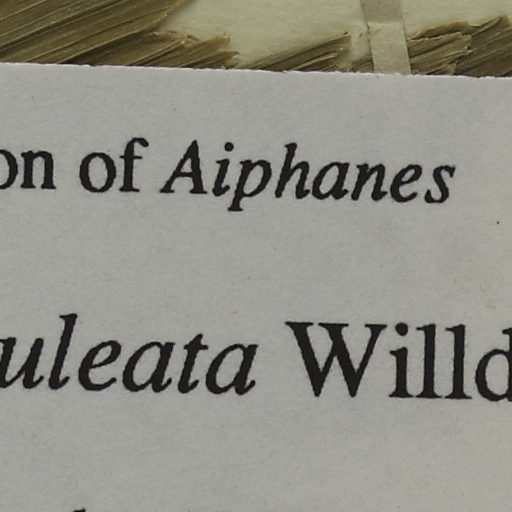 on of Aiphanes
uleata Willd